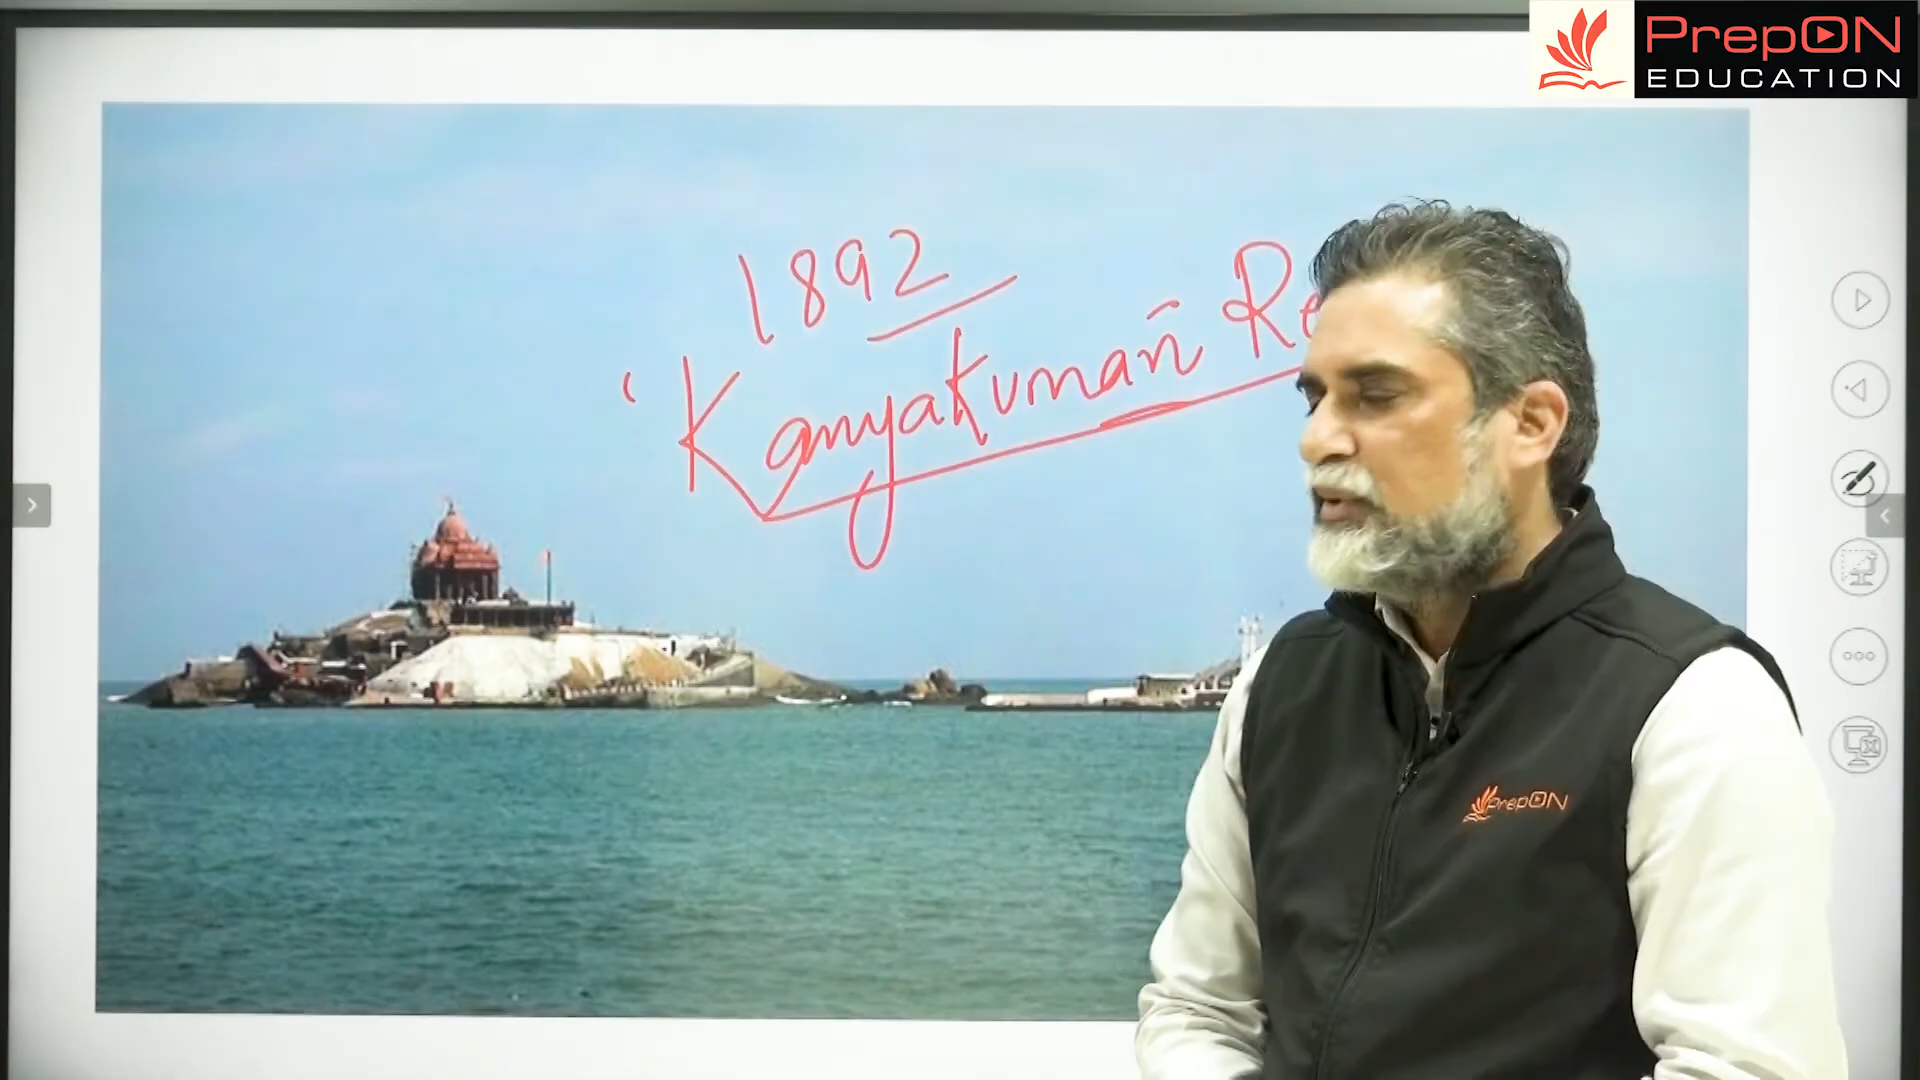 PrepON
EDUCATION
1892
'Kanyakumari Re
PrepON